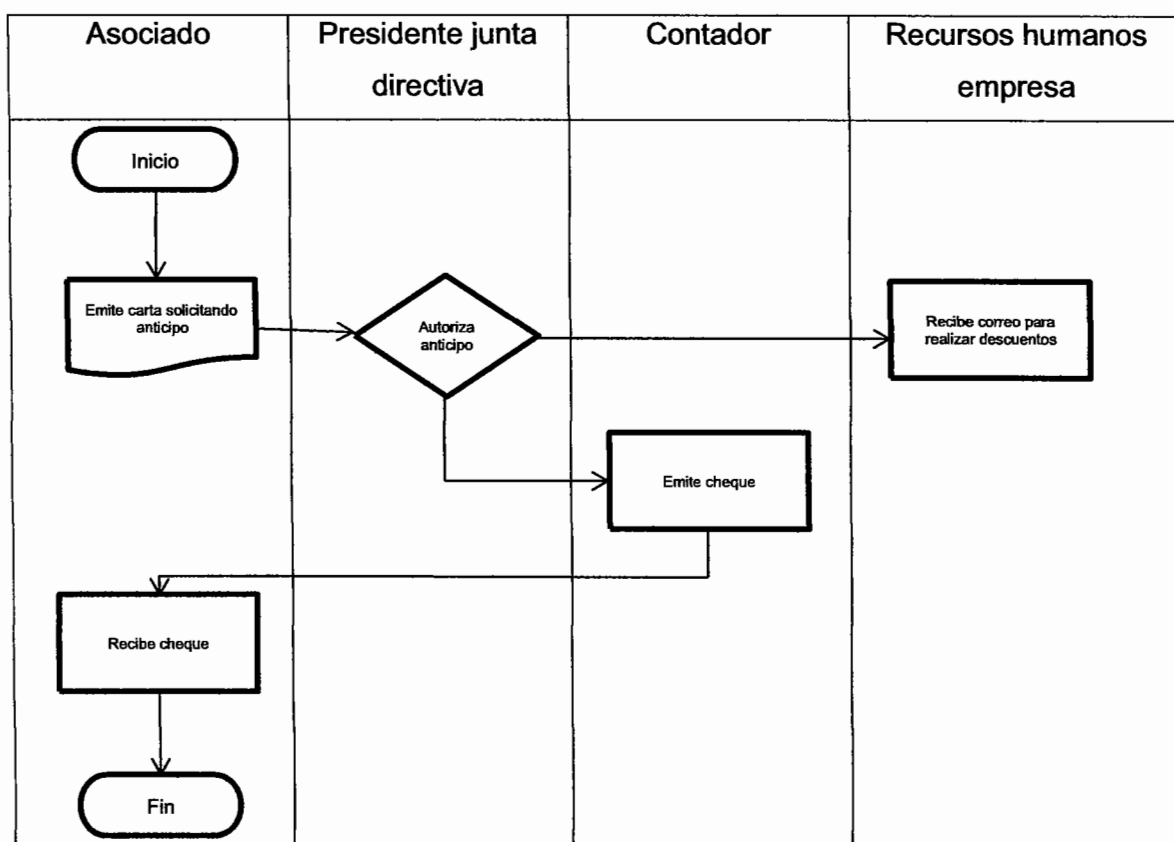 Asociado
Presidente junta
directiva
Contador
Recursos humanos
empresa
Inicio
Emite carta solicitando
anticipo
Autoriza
anticipo
Recibe correo para
realizar descuentos
Emite cheque
Recibe cheque
Fin